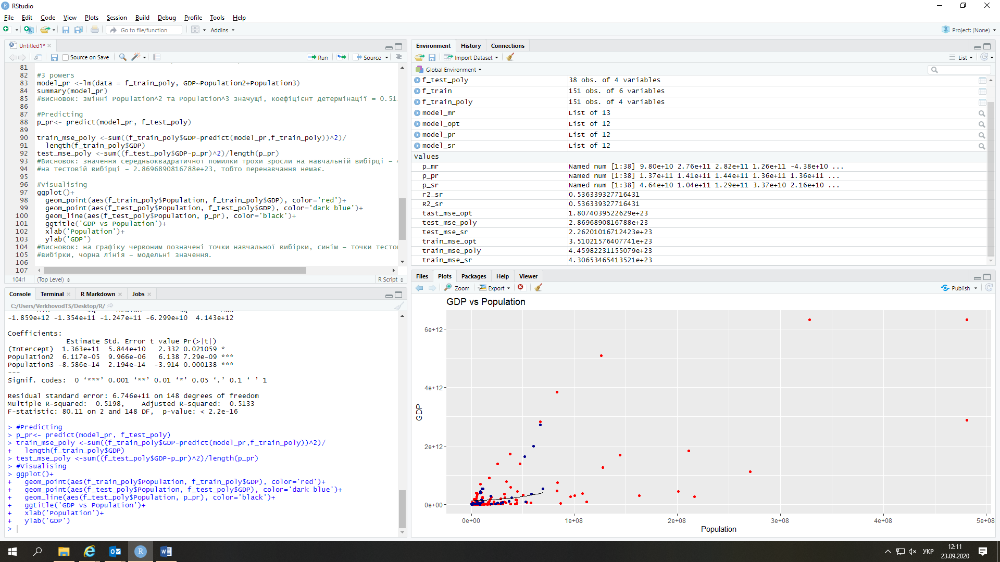 RStudio
File Edit Code View Plots Session Build Debug Profile Tools Help
Go to file/function Addins Project: (None)
Untitled1*
Source on Save Run Source
81
82 #3 powers
83 model_pr <-lm(data = f_train_poly, GDP~Population2+Population3)
84 summary(model_pr)
85 #Висновок: змінні Population^2 та Population^3 значущі, коефіцієнт детермінації = 0.51
86
87 #Predicting
88 p_pr<- predict(model_pr, f_test_poly)
89
90 train_mse_poly <-sum((f_train_poly$GDP-predict(model_pr,f_train_poly))^2)/
91 length(f_train_poly$GDP)
92 test_mse_poly <-sum((f_test_poly$GDP-p_pr)^2)/length(p_pr)
93 #Висновок: значення середньоквадратичної помилки трохи зросли на навчальній вибірці –
94 #на тестовій вибірці – 2.8696890816788e+23, тобто перенавчання немає.
95
96 #Visualising
97 ggplot()+
98 geom_point(aes(f_train_poly$Population, f_train_poly$GDP), color='red')+
99 geom_point(aes(f_test_poly$Population, f_test_poly$GDP), color='dark blue')+
100 geom_line(aes(f_test_poly$Population, p_pr), color='black')+
101 ggtitle('GDP vs Population')+
102 xlab('Population')+
103 ylab('GDP')
104 #Висновок: на графіку червоним позначені точки навчальної вибірки, синім – точки тесто
105 #вибірки, чорна лінія – модельні значення.
106
107
104:1 (Top Level) R Script
Console Terminal R Markdown Jobs
C:/Users/VerkhovodTS/Desktop/R/
-1.859e+12 -1.354e+11 -1.247e+11 -6.299e+10 4.143e+12
Coefficients:
Estimate Std. Error t value Pr(>|t|)
(Intercept) 1.363e+11 5.844e+10 2.332 0.021059 *
Population2 6.117e-05 9.966e-06 6.138 7.29e-09 ***
Population3 -8.586e-14 2.194e-14 -3.914 0.000138 ***
---
Signif. codes: 0 ‘***’ 0.001 ‘**’ 0.01 ‘*’ 0.05 ‘.’ 0.1 ‘ ’ 1
Residual standard error: 6.746e+11 on 148 degrees of freedom
Multiple R-squared: 0.5198, Adjusted R-squared: 0.5133
F-statistic: 80.11 on 2 and 148 DF, p-value: < 2.2e-16
> #Predicting
> p_pr<- predict(model_pr, f_test_poly)
> train_mse_poly <-sum((f_train_poly$GDP-predict(model_pr,f_train_poly))^2)/
+ length(f_train_poly$GDP)
> test_mse_poly <-sum((f_test_poly$GDP-p_pr)^2)/length(p_pr)
> #Visualising
> ggplot()+
+ geom_point(aes(f_train_poly$Population, f_train_poly$GDP), color='red')+
+ geom_point(aes(f_test_poly$Population, f_test_poly$GDP), color='dark blue')+
+ geom_line(aes(f_test_poly$Population, p_pr), color='black')+
+ ggtitle('GDP vs Population')+
+ xlab('Population')+
+ ylab('GDP')
>
Environment History Connections
Import Dataset List
Global Environment
f_test_poly 38 obs. of 4 variables
f_train 151 obs. of 6 variables
f_train_poly 151 obs. of 4 variables
model_mr List of 13
model_opt List of 12
model_pr List of 12
model_sr List of 12
Values
p_mr Named num [1:38] 9.80e+10 2.76e+11 2.82e+11 1.26e+11 -4.38e+10 ...
p_pr Named num [1:38] 1.37e+11 1.41e+11 1.44e+11 1.36e+11 1.36e+11 ...
p_sr Named num [1:38] 4.64e+10 1.04e+11 1.29e+11 3.37e+10 2.16e+10 ...
r2_sr 0.536339327716431
R2_sr 0.536339327716431
tast_mse_opt 1.8074039522629e+23
test_mse_poly 2.8696890816788e+23
test_mse_sr 2.26201016712423e+23
train_mse_opt 3.51021576407741e+23
train_mse_poly 4.45982231155079e+23
train_mse_sr 4.30653465413521e+23
Files Plots Packages Help Viewer
Zoom Export Publish
GDP vs Population
GDP
6e+12
4e+12
2e+12
0e+00
0e+00 1e+08 2e+08 3e+08 4e+08 5e+08
Population
УКР
12:11
23.09.2020